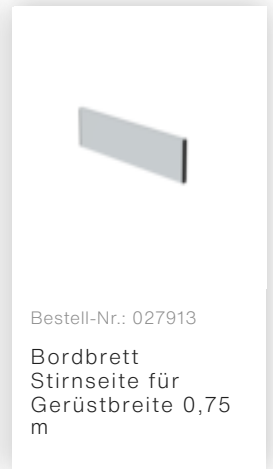 Bestell-Nr.: 027913
Bordbrett
Stirnseite für
Gerüstbreite 0,75
m